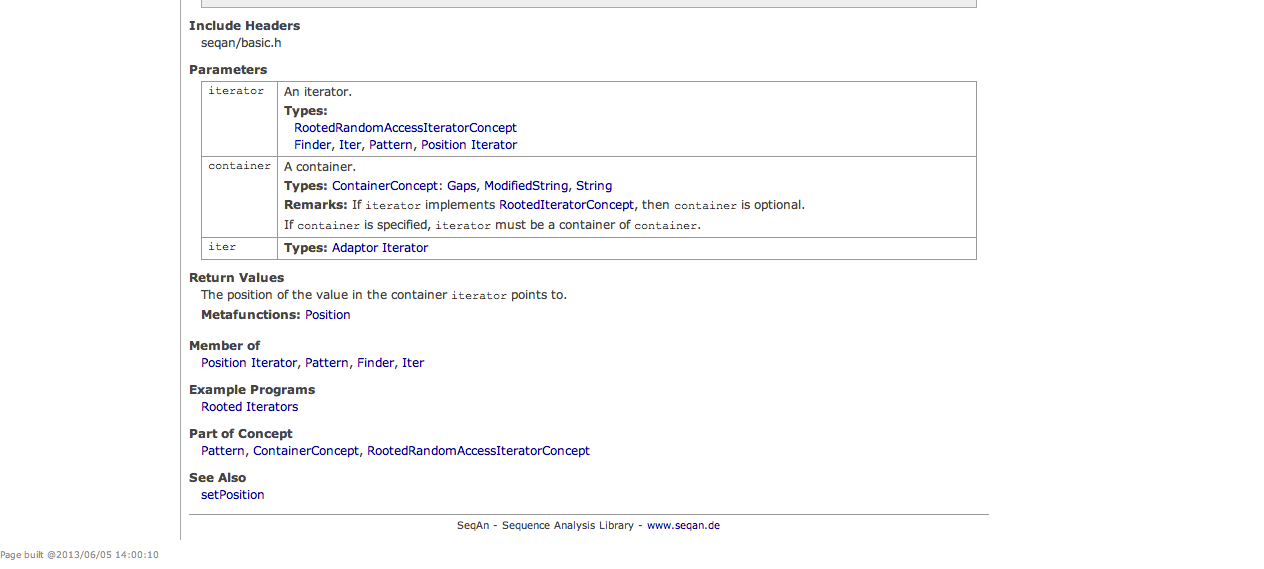 Include Headers
seqan/basic.h
Parameters
iterator
An iterator.
Types:
RootedRandomAccessIteratorConcept
Finder, Iter, Pattern, Position Iterator
container
A container.
Types: ContainerConcept: Gaps, ModifiedString, String
Remarks: If iterator implements RootedIteratorConcept, then container is optional.
If container is specified, iterator must be a container of container.
iter
Types: Adaptor Iterator
Return Values
The position of the value in the container iterator points to.
Metafunctions: Position
Member of
Position Iterator, Pattern, Finder, Iter
Example Programs
Rooted Iterators
Part of Concept
Pattern, ContainerConcept, RootedRandomAccessIteratorConcept
See Also
setPosition
SeqAn - Sequence Analysis Library - www.seqan.de
Page built @2013/06/05 14:00:10